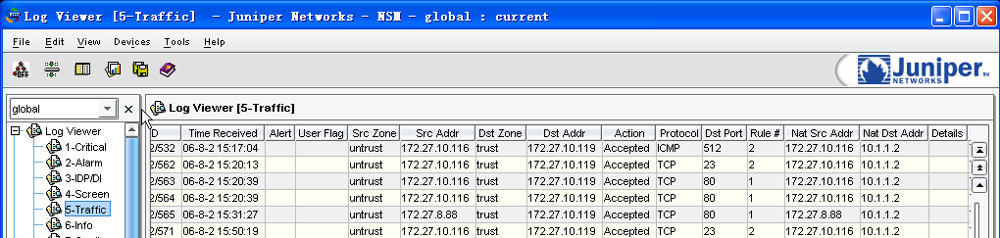 Log Viewer [5-Traffic] - Juniper Networks - NSM - global : current
File Edit View Devices Tools Help
OFF
Juniper
NETWORKS
TM
global
Log Viewer [5-Traffic]
Log Viewer
1-Critical
2-Alarm
3-IDP/DI
4-Screen
5-Traffic
6-Info
D Time Received Alert User Flag Src Zone Src Addr Dst Zone Dst Addr Action Protocol Dst Port Rule # Nat Src Addr Nat Dst Addr Details
2/532 06-8-2 15:17:04 untrust 172.27.10.116 trust 172.27.10.119 Accepted ICMP 512 2 172.27.10.116 10.1.1.2
2/562 06-8-2 15:20:13 untrust 172.27.10.116 trust 172.27.10.119 Accepted TCP 23 2 172.27.10.116 10.1.1.2
2/563 06-8-2 15:20:39 untrust 172.27.10.116 trust 172.27.10.119 Accepted TCP 80 1 172.27.10.116 10.1.1.2
2/564 06-8-2 15:20:39 untrust 172.27.10.116 trust 172.27.10.119 Accepted TCP 80 1 172.27.10.116 10.1.1.2
2/565 06-8-2 15:31:27 untrust 172.27.8.88 trust 172.27.10.119 Accepted TCP 80 1 172.27.8.88 10.1.1.2
2/571 06-8-2 15:50:19 untrust 172.27.10.116 trust 172.27.10.119 Accepted TCP 23 2 172.27.10.116 10.1.1.2